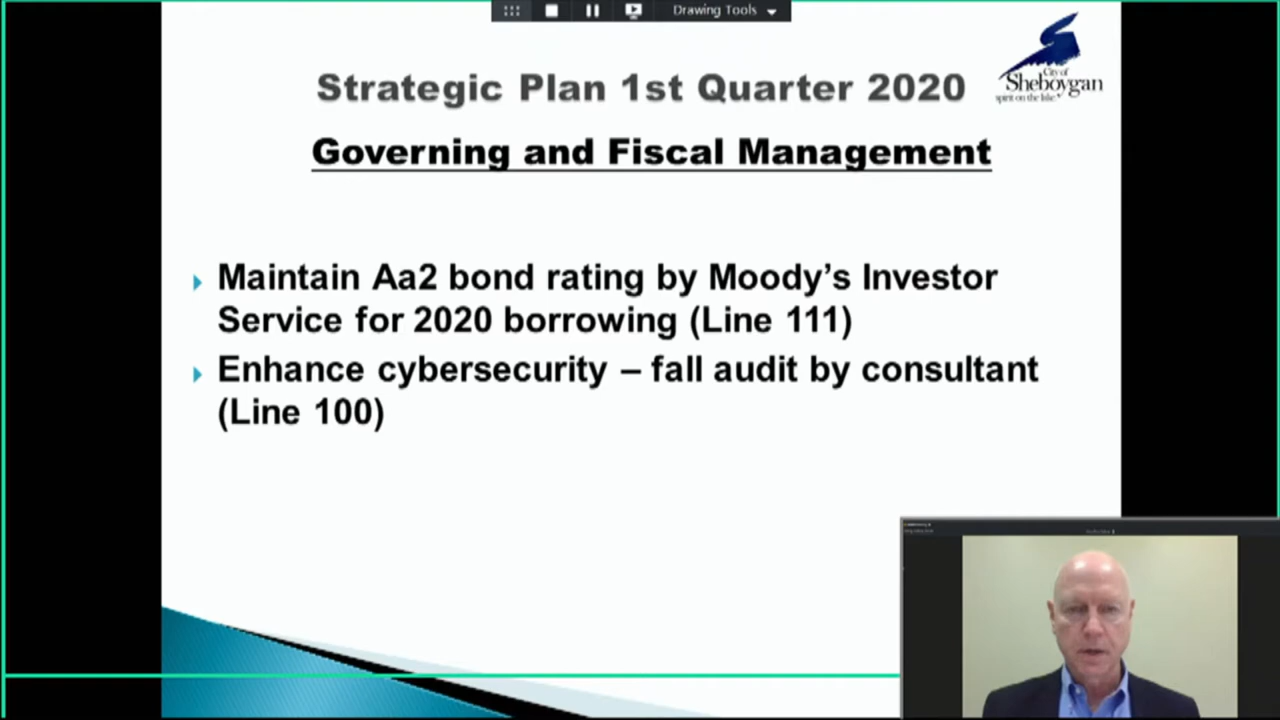 Drawing Tools
City of
Sheboygan
spirit on the lake
Strategic Plan 1st Quarter 2020
Governing and Fiscal Management
Maintain Aa2 bond rating by Moody’s Investor
Service for 2020 borrowing (Line 111)
Enhance cybersecurity – fall audit by consultant
(Line 100)